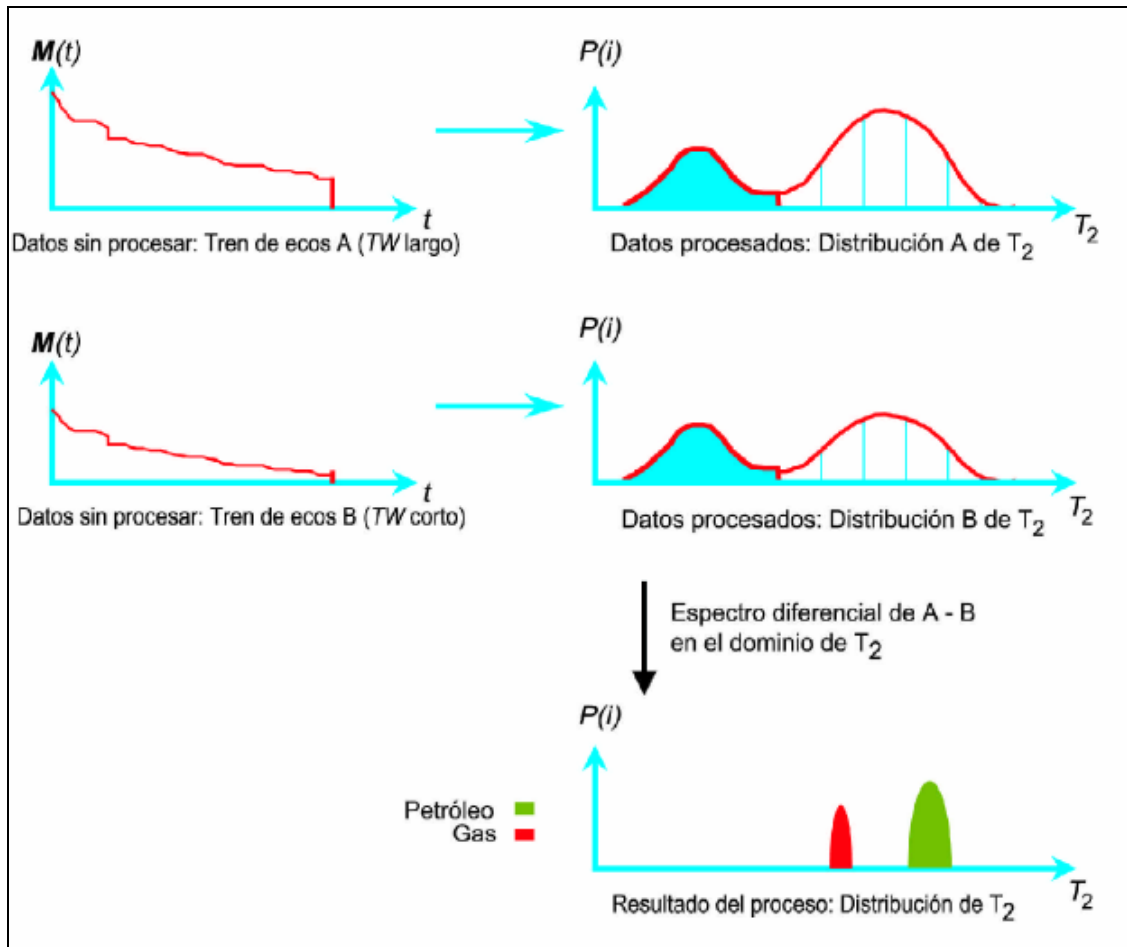 M(t)
t
Datos sin procesar: Tren de ecos A (TW largo)
P(i)
T2
Datos procesados: Distribución A de T2
M(t)
t
Datos sin procesar: Tren de ecos B (TW corto)
P(i)
T2
Datos procesados: Distribución B de T2
Espectro diferencial de A - B
en el dominio de T2
P(i)
Petróleo
Gas
T2
Resultado del proceso: Distribución de T2